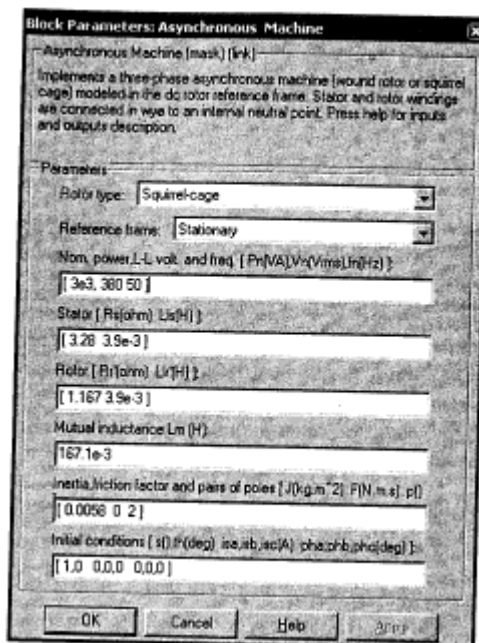 Block Parameters: Asynchronous Machine
Asynchronous Machine (mask) (link)
Implements a three-phase asynchronous machine (wound rotor or squirrel
cage) modeled in the dq rotor reference frame. Stator and rotor windings
are connected in wye to an internal neutral point. Press help for inputs
and outputs description.
Parameters
Rotor type: Squirrel-cage
Reference frame: Stationary
Nom. power,L-L volt. and freq. [ Pn(VA),Vn(Vrms),fn(Hz) ]:
[ 3e3, 380 50 ]
Stator [ Rs(ohm) Lls(H) ]:
[ 3.28 3.9e-3 ]
Rotor [ Rr'(ohm) Llr'(H) ]:
[ 1.167 3.9e-3 ]
Mutual inductance Lm (H):
167.1e-3
Inertia,friction factor and pairs of poles [ J(kg.m^2) F(N.m.s) p()
[ 0.0058 0 2 ]
Initial conditions [ s() th(deg) isa,isb,isc(A) pha,phb,phc(deg) ]:
[ 1,0 0,0,0 0,0,0 ]
OK
Cancel
Help
Apply